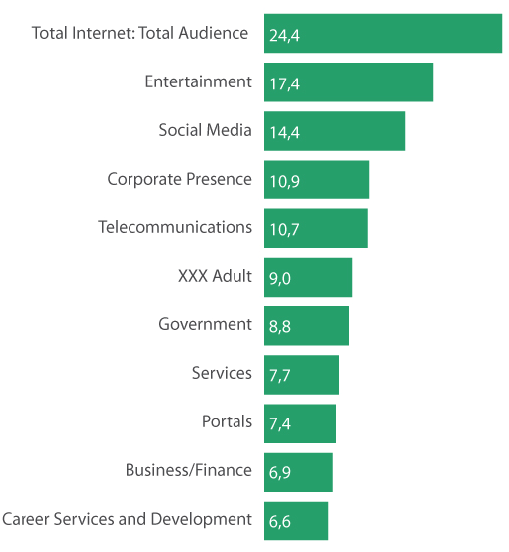 Total Internet: Total Audience 24,4
Entertainment 17,4
Social Media 14,4
Corporate Presence 10,9
Telecommunications 10,7
XXX Adult 9,0
Government 8,8
Services 7,7
Portals 7,4
Business/Finance 6,9
Career Services and Development 6,6